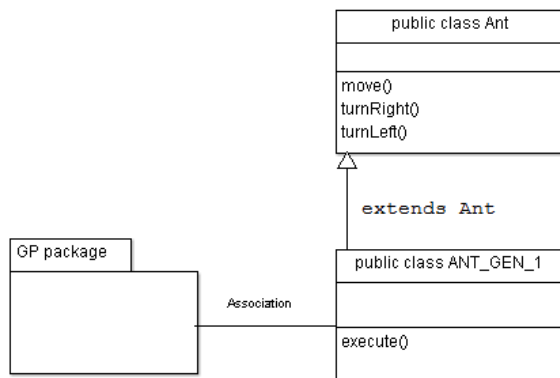 public class Ant
move()
turnRight()
turnLeft()
extends Ant
GP package
public class ANT_GEN_1
Association
execute()